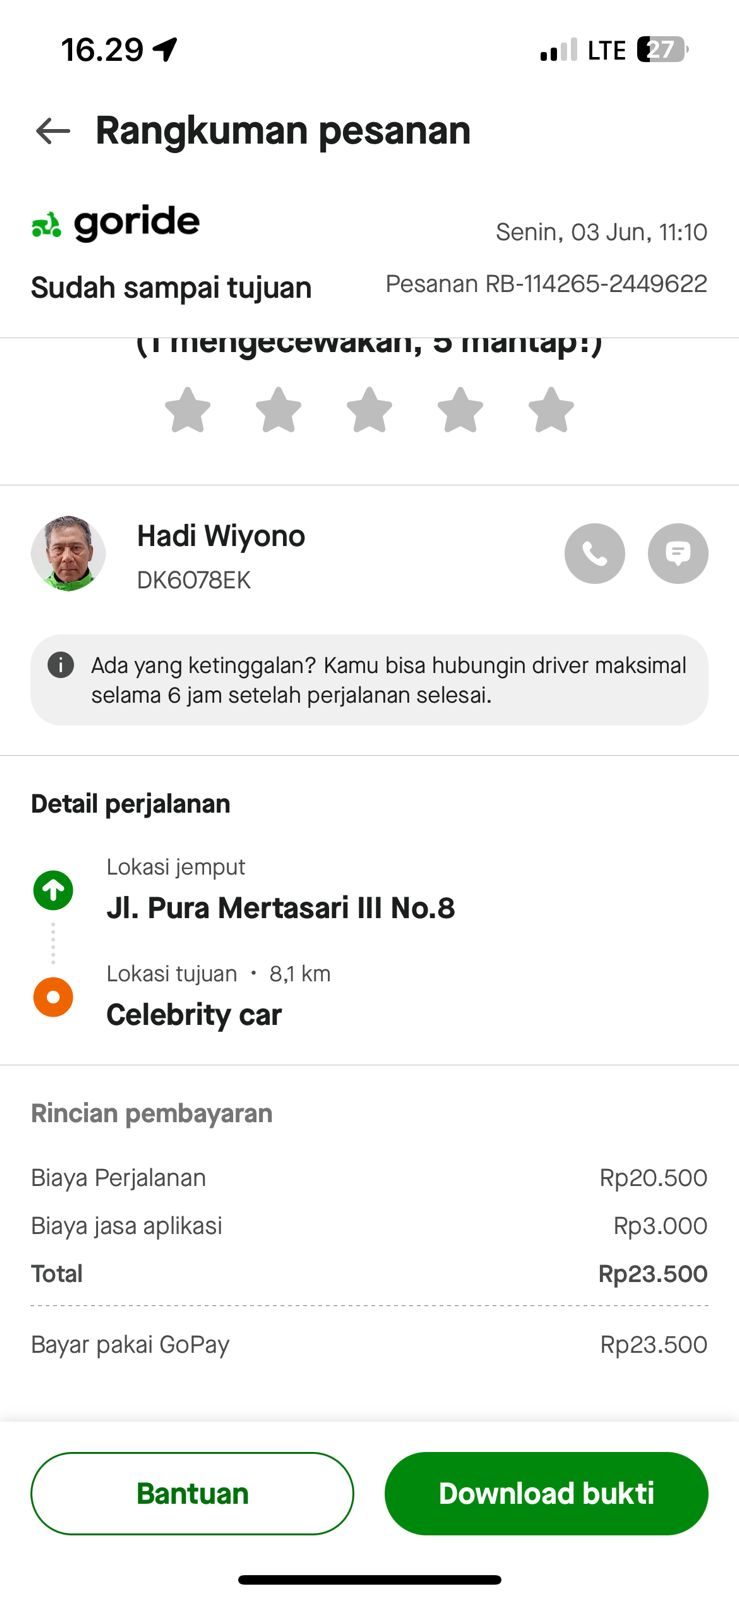 16.29
LTE 27
Rangkuman pesanan
goride
Senin, 03 Jun, 11:10
Sudah sampai tujuan
Pesanan RB-114265-2449622
(1 mengecewakan, 5 mantap!)
Hadi Wiyono
DK6078EK
Ada yang ketinggalan? Kamu bisa hubungin driver maksimal
selama 6 jam setelah perjalanan selesai.
Detail perjalanan
Lokasi jemput
Jl. Pura Mertasari III No.8
Lokasi tujuan • 8,1 km
Celebrity car
Rincian pembayaran
Biaya Perjalanan Rp20.500
Biaya jasa aplikasi Rp3.000
Total Rp23.500
Bayar pakai GoPay Rp23.500
Bantuan
Download bukti